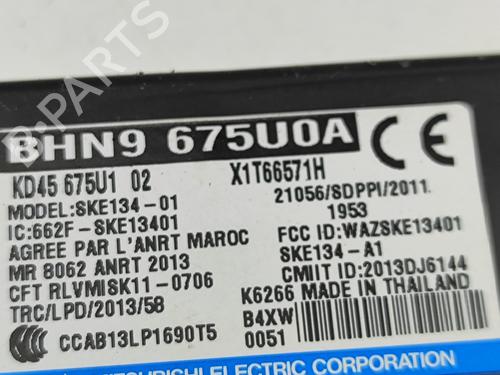 BHN9 675U0A CE
KD45 675U1 02 X1T66571H
MODEL:SKE134-01 21056/SDPPI/2011
IC:662F-SKE13401 1953
AGREE PAR L'ANRT MAROC FCC ID:WAZSKE13401
MR 8062 ANRT 2013 SKE134-A1
CFT RLVMISK11-0706 CMIIT ID:2013DJ6144
TRC/LPD/2013/58 K6266 MADE IN THAILAND
B4XW
CCAB13LP1690T5 0051
MITSUBISHI ELECTRIC CORPORATION
B-PARTS